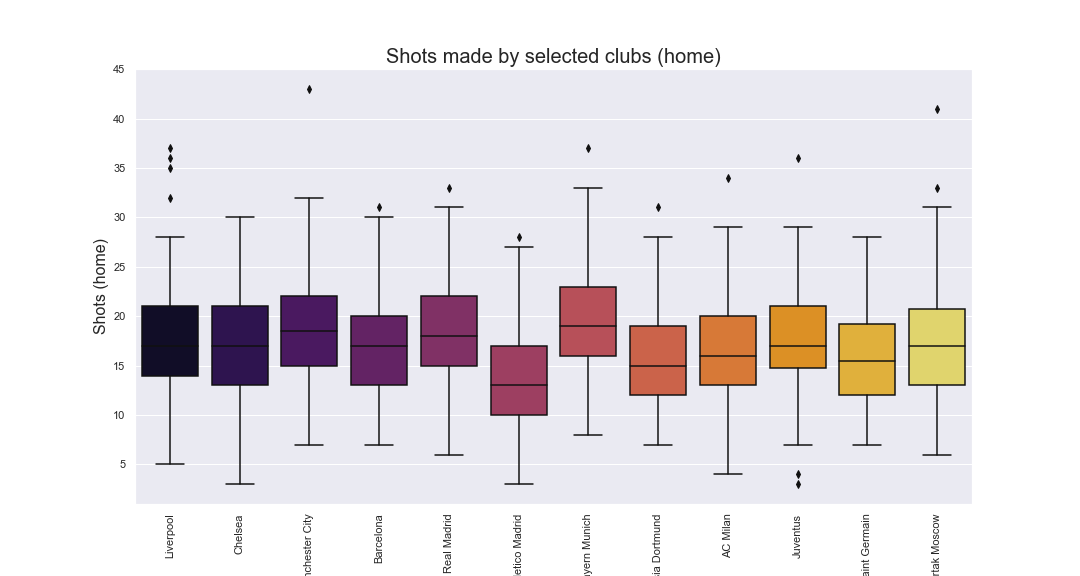 Shots made by selected clubs (home)
Shots (home)
45
40
35
30
25
20
15
10
5
Liverpool
Chelsea
nchester City
Barcelona
Real Madrid
letico Madrid
ayern Munich
sia Dortmund
AC Milan
Juventus
aint Germain
rtak Moscow